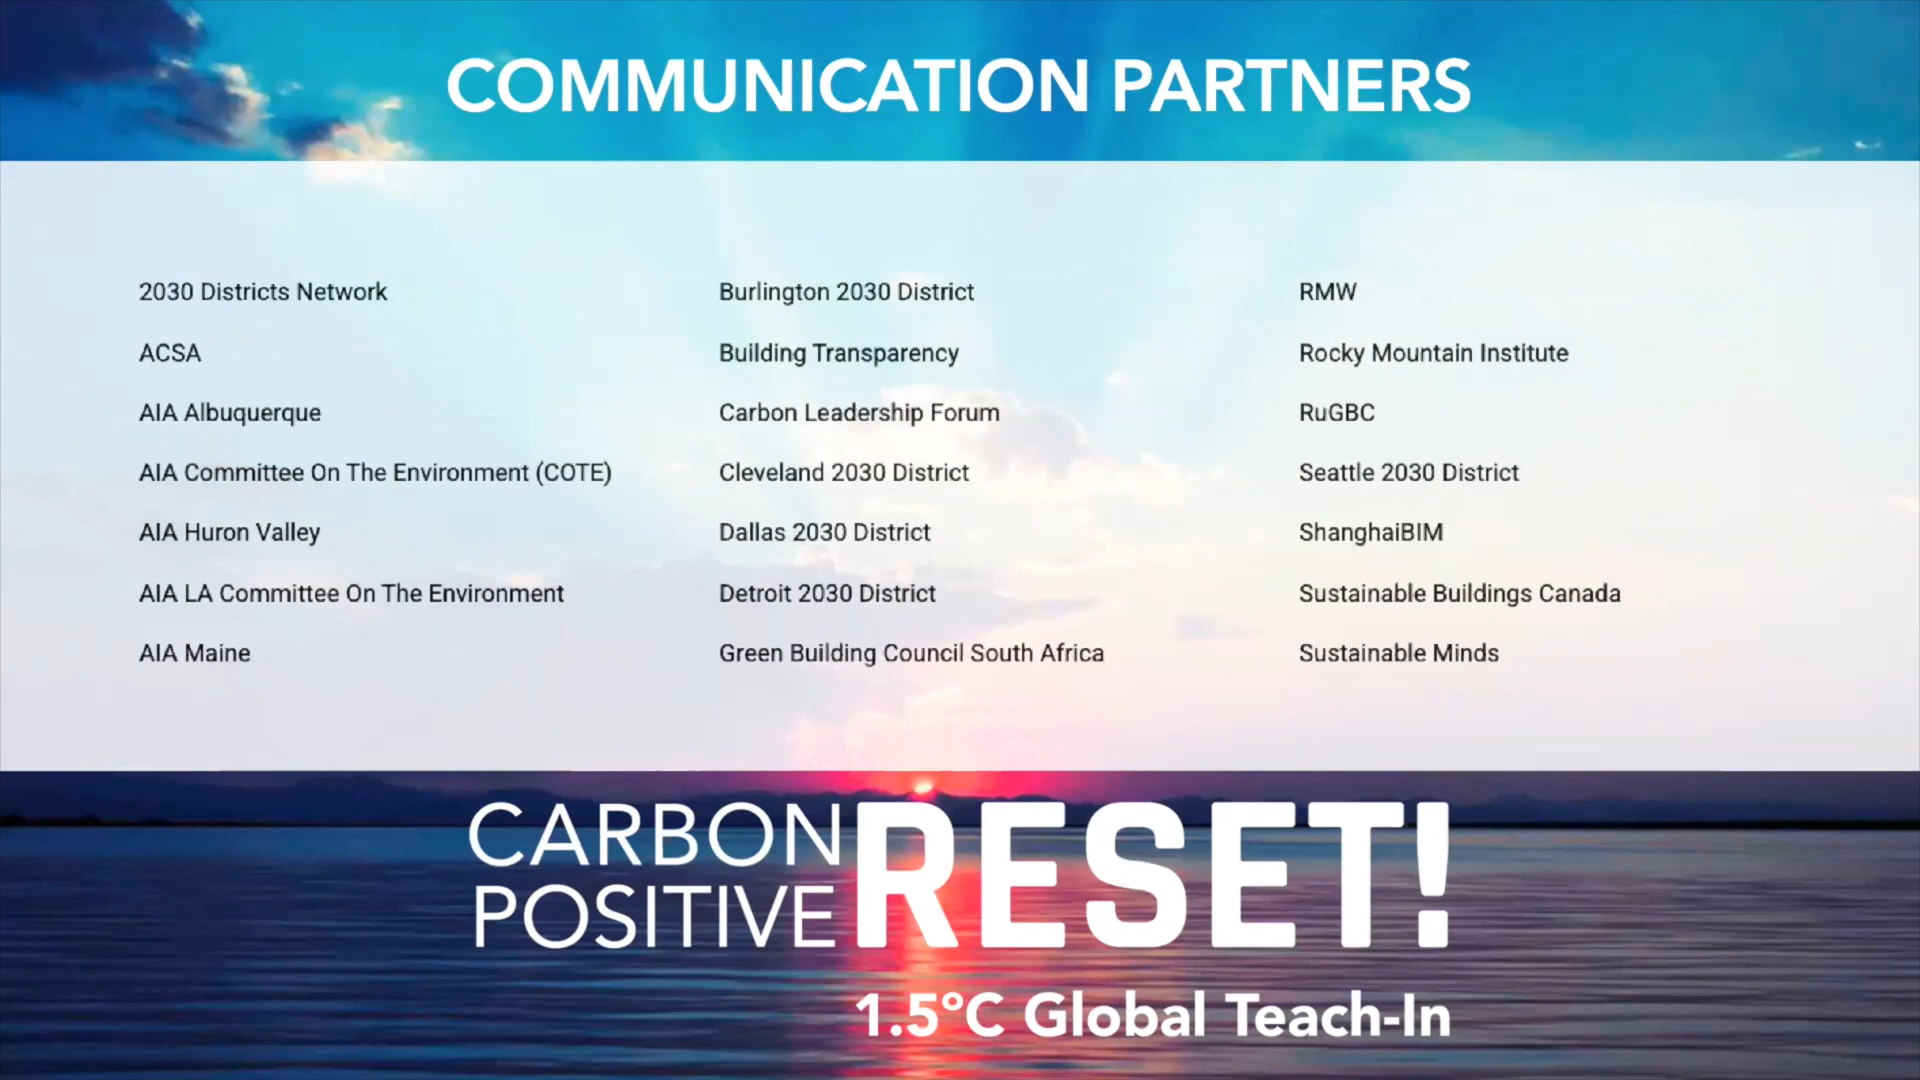 COMMUNICATION PARTNERS
2030 Districts Network
ACSA
AIA Albuquerque
AIA Committee On The Environment (COTE)
AIA Huron Valley
AIA LA Committee On The Environment
AIA Maine
Burlington 2030 District
Building Transparency
Carbon Leadership Forum
Cleveland 2030 District
Dallas 2030 District
Detroit 2030 District
Green Building Council South Africa
RMW
Rocky Mountain Institute
RuGBC
Seattle 2030 District
ShanghaiBIM
Sustainable Buildings Canada
Sustainable Minds
CARBON
POSITIVE
RESET!
1.5°C Global Teach-In